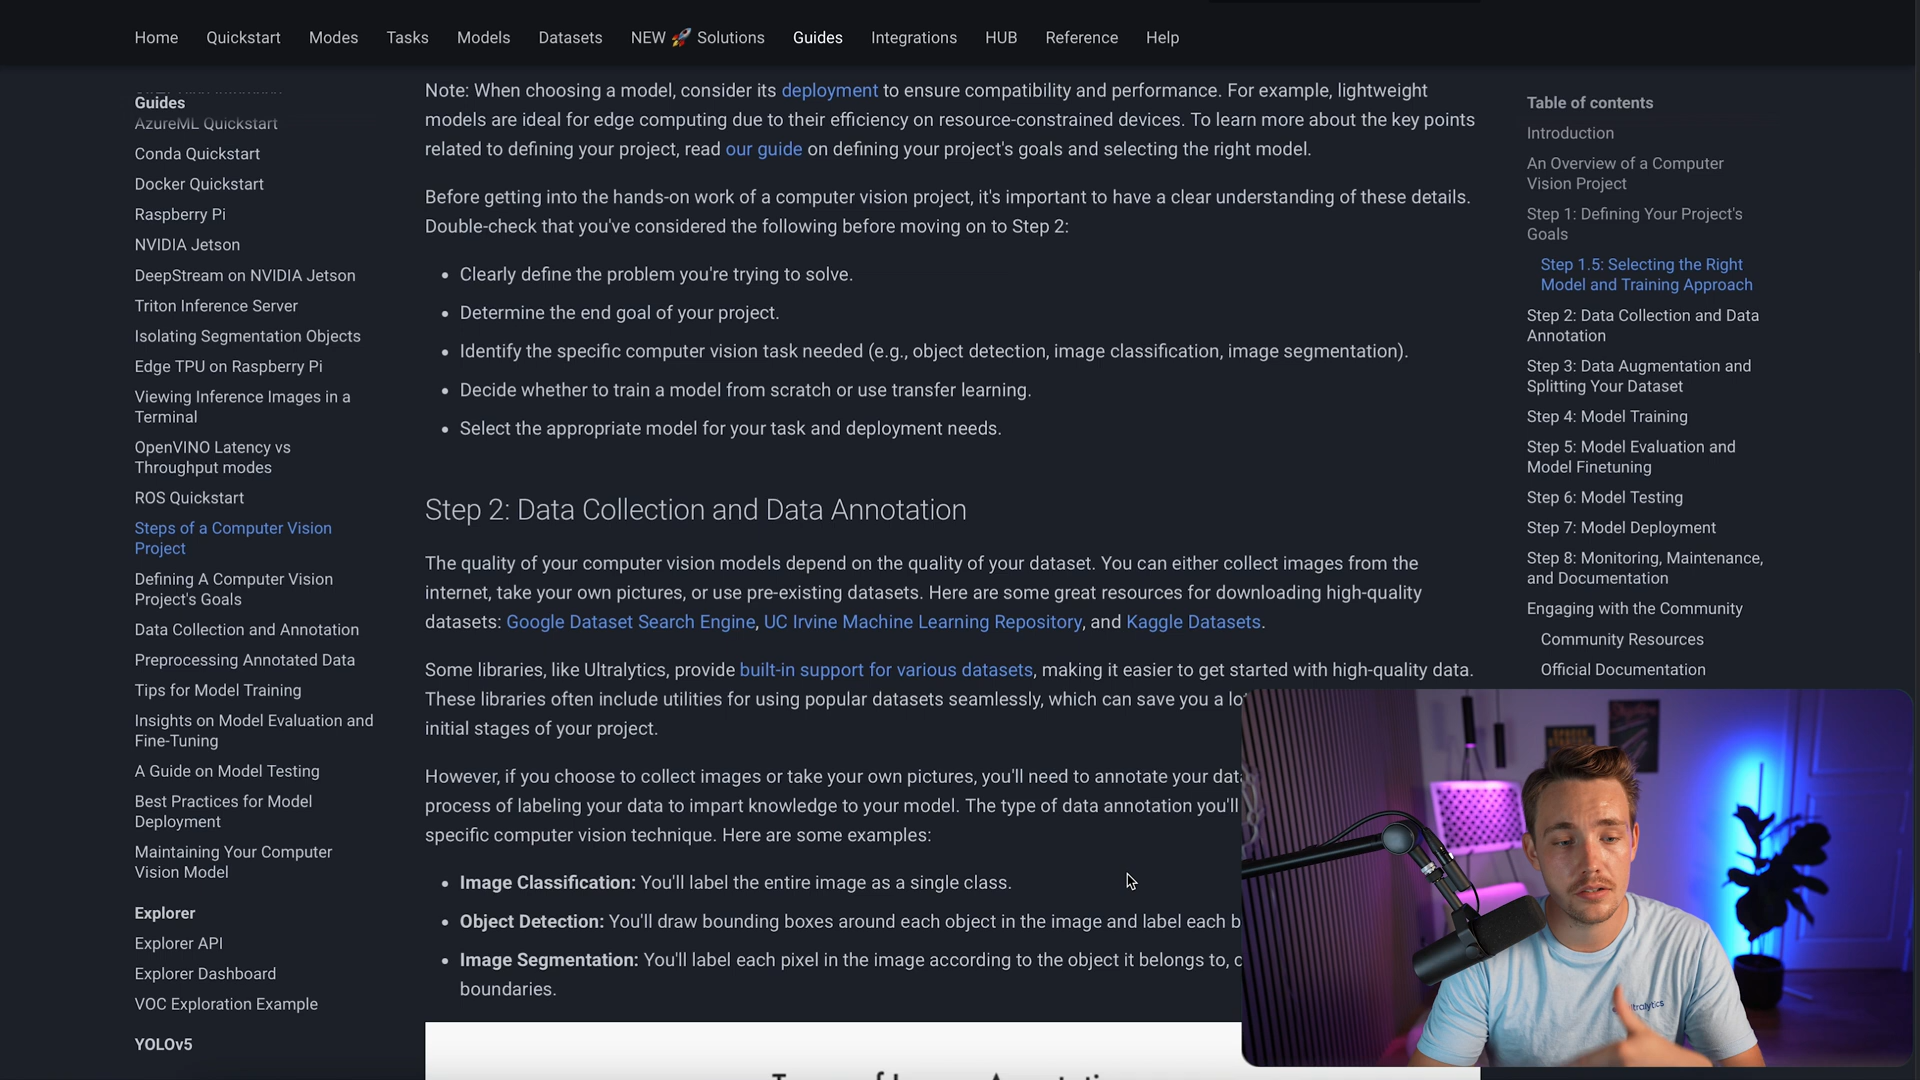 Home Quickstart Modes Tasks Models Datasets NEW 🚀 Solutions Guides Integrations HUB Reference Help
Guides
AzureML Quickstart
Conda Quickstart
Docker Quickstart
Raspberry Pi
NVIDIA Jetson
DeepStream on NVIDIA Jetson
Triton Inference Server
Isolating Segmentation Objects
Edge TPU on Raspberry Pi
Viewing Inference Images in a
Terminal
OpenVINO Latency vs
Throughput modes
ROS Quickstart
Steps of a Computer Vision
Project
Defining A Computer Vision
Project's Goals
Data Collection and Annotation
Preprocessing Annotated Data
Tips for Model Training
Insights on Model Evaluation and
Fine-Tuning
A Guide on Model Testing
Best Practices for Model
Deployment
Maintaining Your Computer
Vision Model
Explorer
Explorer API
Explorer Dashboard
VOC Exploration Example
YOLOv5
Note: When choosing a model, consider its deployment to ensure compatibility and performance. For example, lightweight
models are ideal for edge computing due to their efficiency on resource-constrained devices. To learn more about the key points
related to defining your project, read our guide on defining your project's goals and selecting the right model.
Before getting into the hands-on work of a computer vision project, it's important to have a clear understanding of these details.
Double-check that you've considered the following before moving on to Step 2:
• Clearly define the problem you're trying to solve.
• Determine the end goal of your project.
• Identify the specific computer vision task needed (e.g., object detection, image classification, image segmentation).
• Decide whether to train a model from scratch or use transfer learning.
• Select the appropriate model for your task and deployment needs.
Step 2: Data Collection and Data Annotation
The quality of your computer vision models depend on the quality of your dataset. You can either collect images from the
internet, take your own pictures, or use pre-existing datasets. Here are some great resources for downloading high-quality
datasets: Google Dataset Search Engine, UC Irvine Machine Learning Repository, and Kaggle Datasets.
Some libraries, like Ultralytics, provide built-in support for various datasets, making it easier to get started with high-quality data.
These libraries often include utilities for using popular datasets seamlessly, which can save you a lo
initial stages of your project.
However, if you choose to collect images or take your own pictures, you'll need to annotate your dat
process of labeling your data to impart knowledge to your model. The type of data annotation you'll
specific computer vision technique. Here are some examples:
• Image Classification: You'll label the entire image as a single class.
• Object Detection: You'll draw bounding boxes around each object in the image and label each b
• Image Segmentation: You'll label each pixel in the image according to the object it belongs to,
boundaries.
Table of contents
Introduction
An Overview of a Computer
Vision Project
Step 1: Defining Your Project's
Goals
Step 1.5: Selecting the Right
Model and Training Approach
Step 2: Data Collection and Data
Annotation
Step 3: Data Augmentation and
Splitting Your Dataset
Step 4: Model Training
Step 5: Model Evaluation and
Model Finetuning
Step 6: Model Testing
Step 7: Model Deployment
Step 8: Monitoring, Maintenance,
and Documentation
Engaging with the Community
Community Resources
Official Documentation